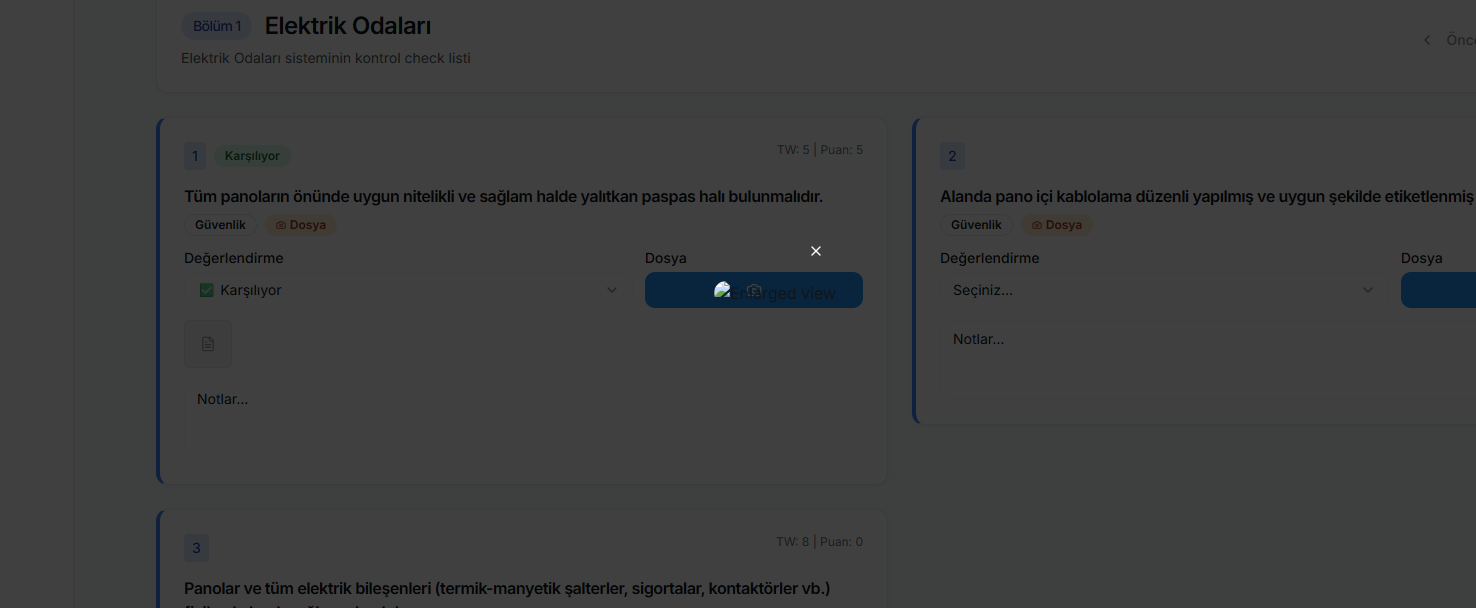 Bölüm 1 Elektrik Odaları
Elektrik Odaları sisteminin kontrol check listi
Önc
1 Karşılıyor TW: 5 | Puan: 5
Tüm panoların önünde uygun nitelikli ve sağlam halde yalıtkan paspas halı bulunmalıdır.
Güvenlik Dosya
Değerlendirme Dosya
Karşılıyor
Enlarged view
Notlar...
2
Alanda pano içi kablolama düzenli yapılmış ve uygun şekilde etiketlenmiş
Güvenlik Dosya
Değerlendirme Dosya
Seçiniz...
Notlar...
3 TW: 8 | Puan: 0
Panolar ve tüm elektrik bileşenleri (termik-manyetik şalterler, sigortalar, kontaktörler vb.)